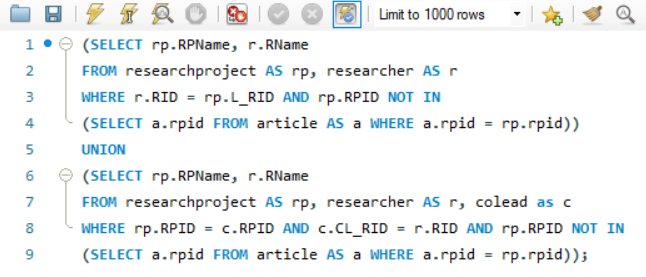 Limit to 1000 rows
1 (SELECT rp.RPName, r.RName
2 FROM researchproject AS rp, researcher AS r
3 WHERE r.RID = rp.L_RID AND rp.RPID NOT IN
4 (SELECT a.rpid FROM article AS a WHERE a.rpid = rp.rpid))
5 UNION
6 (SELECT rp.RPName, r.RName
7 FROM researchproject AS rp, researcher AS r, colead as c
8 WHERE rp.RPID = c.RPID AND c.CL_RID = r.RID AND rp.RPID NOT IN
9 (SELECT a.rpid FROM article AS a WHERE a.rpid = rp.rpid));